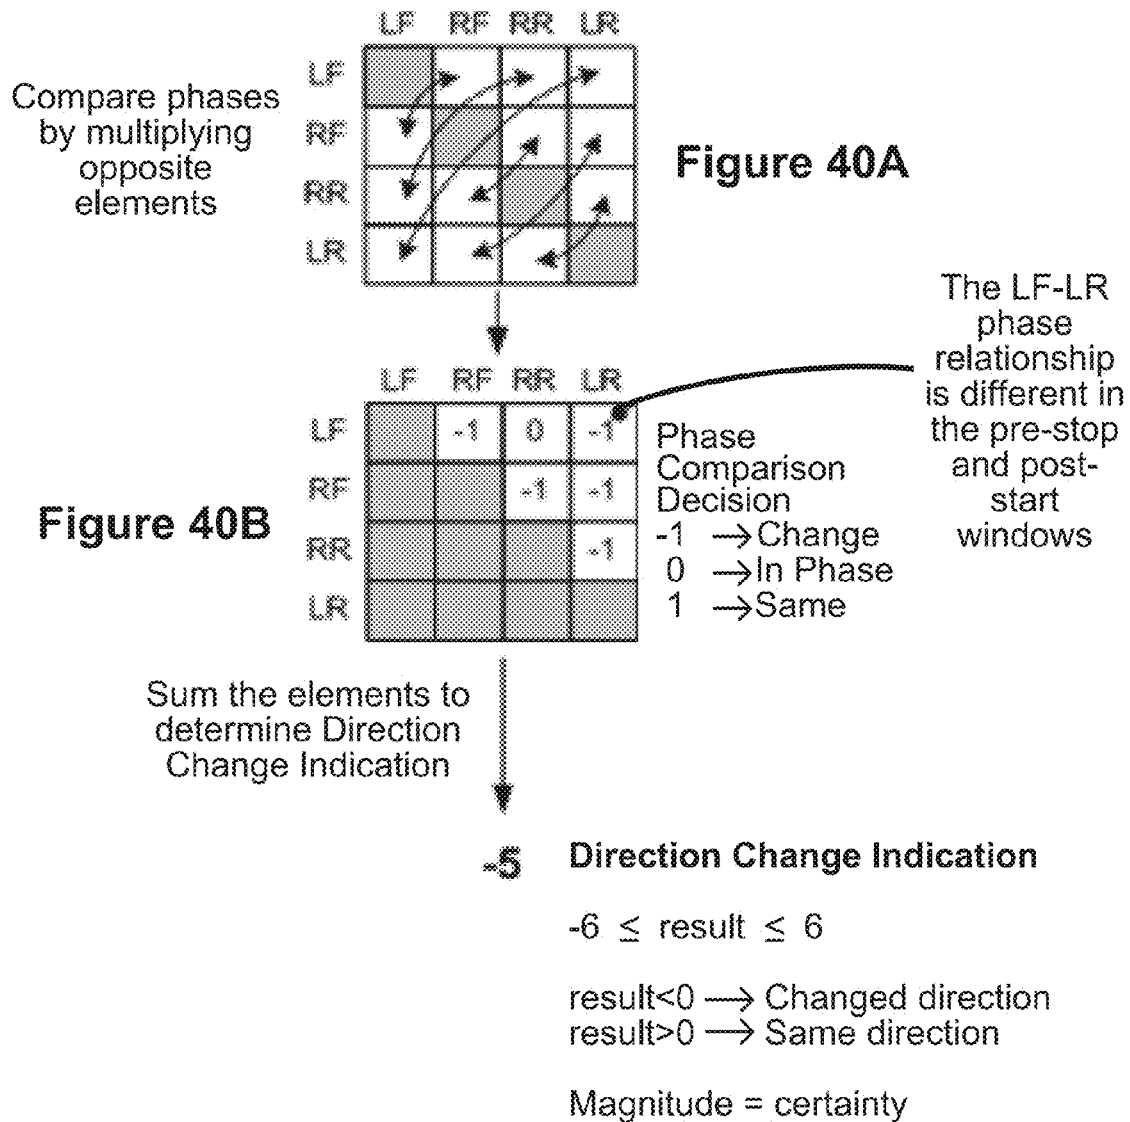 LF RF RR LR
LF
RF
RR
LR
Compare phases
by multiplying
opposite
elements
Figure 40A
The LF-LR
phase
relationship
is different in
the pre-stop
and post-
start
windows
LF RF RR LR
LF -1 0 -1
RF -1 -1
RR -1
LR
Figure 40B
Phase
Comparison
Decision
-1 → Change
0 → In Phase
1 → Same
Sum the elements to
determine Direction
Change Indication
-5 Direction Change Indication
-6 ≤ result ≤ 6
result<0 → Changed direction
result>0 → Same direction
Magnitude = certainty